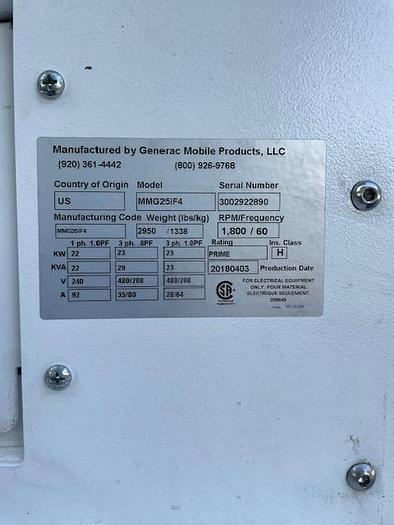 Manufactured by Generac Mobile Products, LLC
(920) 361-4442 (800) 926-9768
Country of Origin Model Serial Number
US MMG25IF4 3002922890
Manufacturing Code Weight (lbs/kg) RPM/Frequency
MMG25IF4 2950 /1338 1,800 / 60
1 ph. 1.0PF 3 ph. .8PF 3 ph. 1.0PF Rating Ins. Class
KW 22 23 23 PRIME H
KVA 22 29 23 20180403 Production Date
V 240 480/208 480/208
A 92 35/80 28/64
FOR ELECTRICAL EQUIPMENT
ONLY / POUR MATERIAL
ELECTRIQUE SEULEMENT.
209649